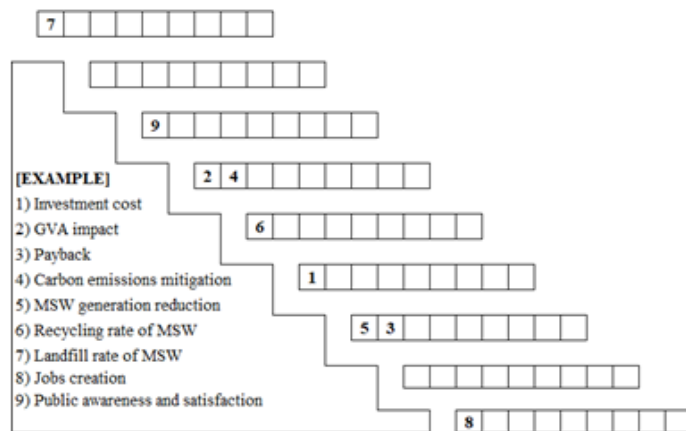 7
9
2 4
[EXAMPLE]
1) Investment cost
2) GVA impact
6
3) Payback
1
4) Carbon emissions mitigation
5) MSW generation reduction
5 3
6) Recycling rate of MSW
7) Landfill rate of MSW
8) Jobs creation
9) Public awareness and satisfaction
8